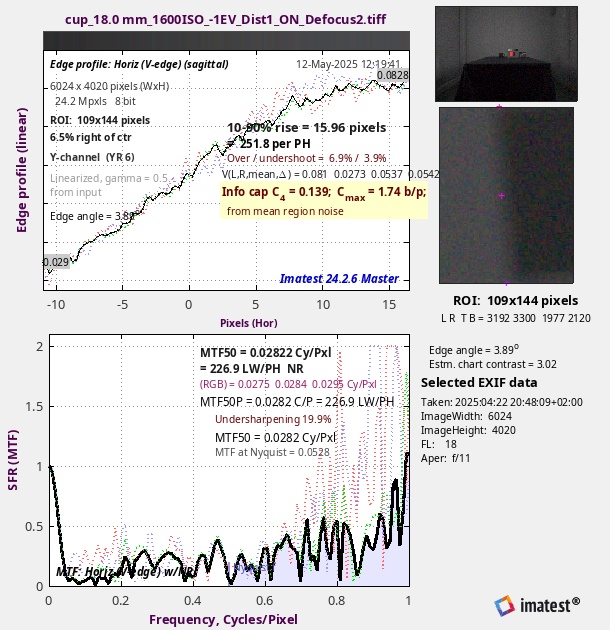 cup_18.0 mm_1600ISO_-1EV_Dist1_ON_Defocus2.tiff
Edge profile: Horiz (V-edge) (sagittal)
12-May-2025 12:19:41
0.0828
6024 x 4020 pixels (WxH)
24.2 Mpxls 8 bit
ROI: 109x144 pixels
6.5% right of ctr
Y-channel (YR 6)
Linearized, gamma = 0.5,
from input
Edge angle = 3.89
0.029
10-90% rise = 15.96 pixels
= 251.8 per PH
Over / undershoot = 6.9% / 3.9%
V(L,R,mean,Δ) = 0.081 0.0273 0.0537 0.0542
Info cap C4 = 0.139; Cmax = 1.74 b/p;
from mean region noise
Imatest 24.2.6 Master
Edge profile (linear)
-10 -5 0 5 10 15
Pixels (Hor)
ROI: 109x144 pixels
L R T B = 3192 3300 1977 2120
MTF50 = 0.02822 Cy/Pxl
= 226.9 LW/PH NR
(RGB) = 0.0275 0.0284 0.0295 Cy/Pxl
MTF50P = 0.0282 C/P = 226.9 LW/PH
Undersharpening 19.9%
MTF50 = 0.0282 Cy/Pxl
MTF at Nyquist = 0.0528
2
1.5
1
0.5
0
SFR (MTF)
MTF: Horiz (V-edge) w/NR
0 0.2 0.4 0.6 0.8 1
Frequency, Cycles/Pixel
Edge angle = 3.89o
Estm. chart contrast = 3.02
Selected EXIF data
Taken: 2025:04:22 20:48:09+02:00
ImageWidth: 6024
ImageHeight: 4020
FL: 18
Aper: f/11
imatest®